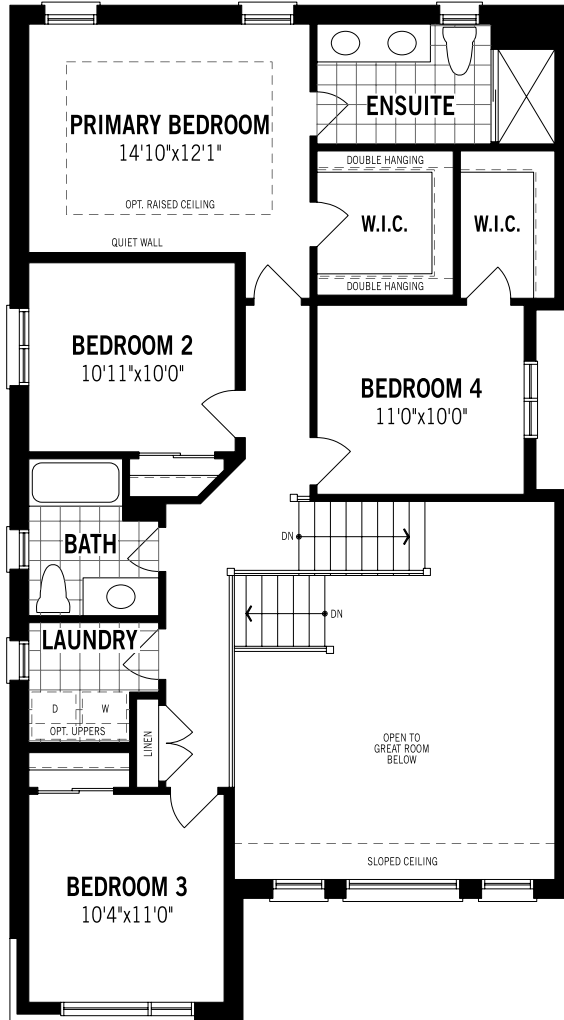 ENSUITE
PRIMARY BEDROOM
14'10"x12'1"
OPT. RAISED CEILING
QUIET WALL
DOUBLE HANGING
W.I.C.
DOUBLE HANGING
W.I.C.
BEDROOM 2
10'11"x10'0"
BEDROOM 4
11'0"x10'0"
BATH
DN
DN
LAUNDRY
D
W
OPT. UPPERS
LINEN
OPEN TO
GREAT ROOM
BELOW
SLOPED CEILING
BEDROOM 3
10'4"x11'0"